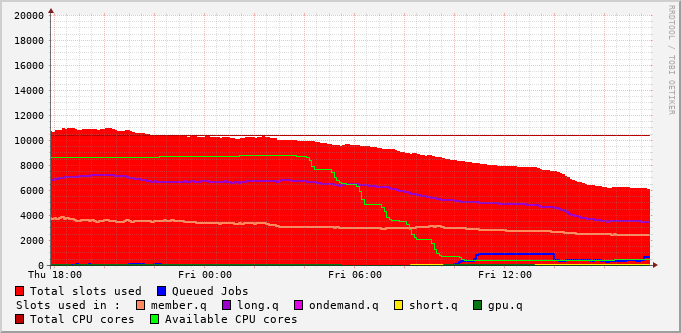 20000
18000
16000
14000
12000
10000
8000
6000
4000
2000
0
Thu 18:00 Fri 00:00 Fri 06:00 Fri 12:00
Total slots used Queued Jobs
Slots used in : member.q long.q ondemand.q short.q gpu.q
Total CPU cores Available CPU cores
RRDTOOL / TOBI OETIKER